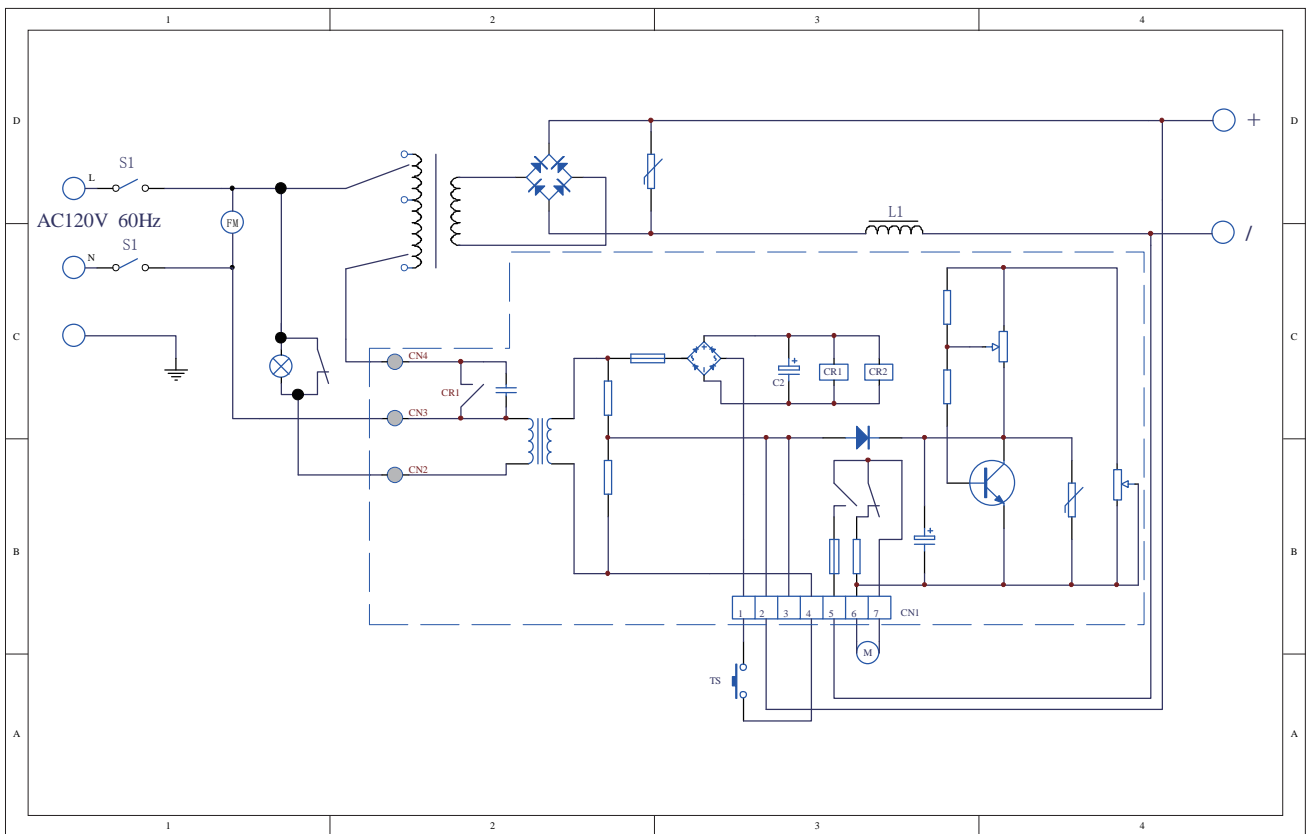 1 2 3 4
D D
+
S1
L
FM
AC120V 60Hz
L1
/
S1
N
C C
CN4
CR1
C2
+
CR1
CR2
+
−
CN3
CN2
+
B B
1 2 3 4 5 6 7
CN1
M
TS
A A
1 2 3 4